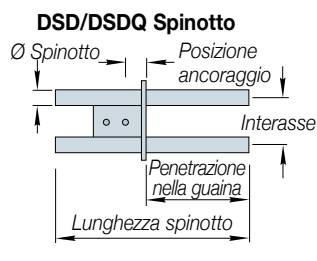 DSD/DSDQ Spinotto
Ø Spinotto
Posizione
ancoraggio
Interasse
Penetrazione
nella guaina
Lunghezza spinotto